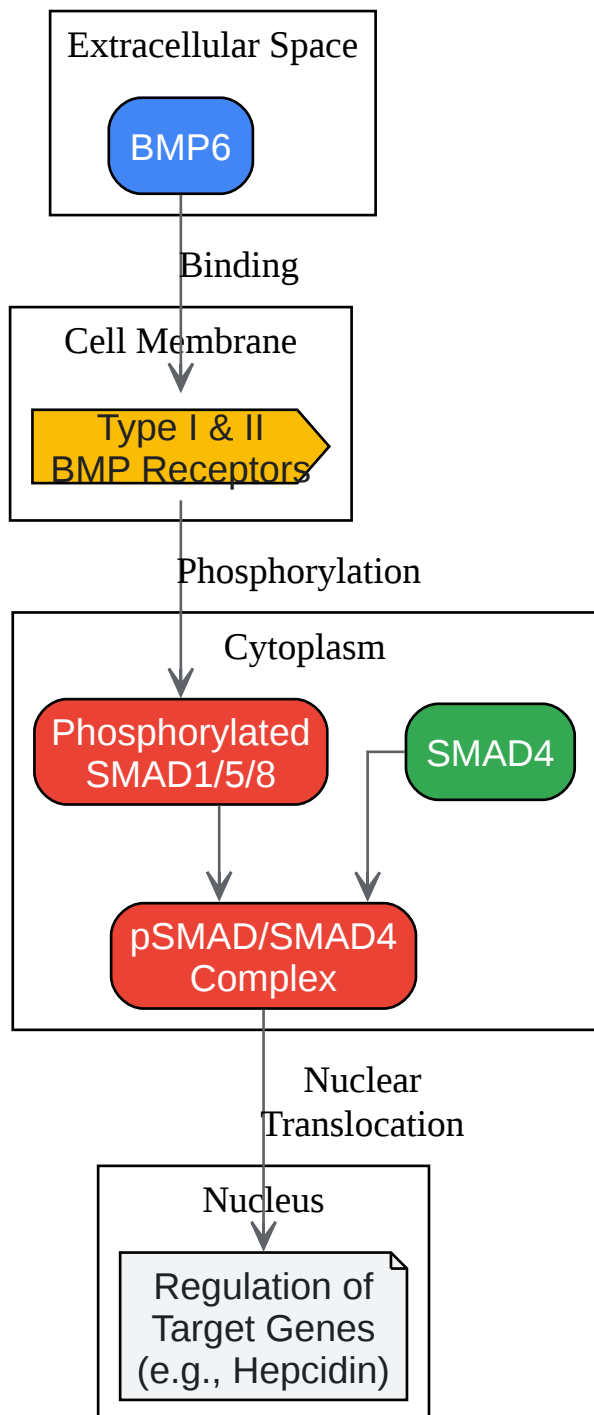 Extracellular Space
BMP6
Binding
Cell Membrane
Type I & II
BMP Receptors
Phosphorylation
Cytoplasm
Phosphorylated
SMAD1/5/8
SMAD4
pSMAD/SMAD4
Complex
Nuclear
Translocation
Nucleus
Regulation of
Target Genes
(e.g., Hepcidin)